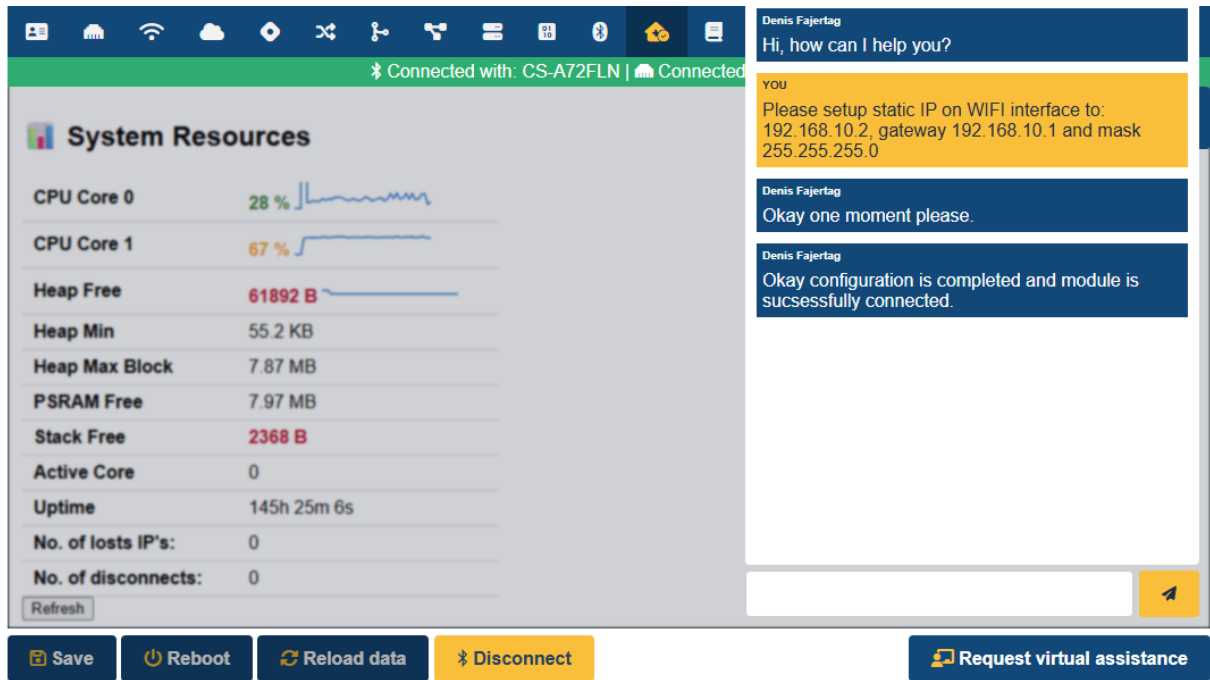 Connected with: CS-A72FLN | Connected
System Resources
CPU Core 0 28 %
CPU Core 1 67 %
Heap Free 61892 B
Heap Min 55.2 KB
Heap Max Block 7.87 MB
PSRAM Free 7.97 MB
Stack Free 2368 B
Active Core 0
Uptime 145h 25m 6s
No. of losts IP's: 0
No. of disconnects: 0
Refresh
Denis Fajertag
Hi, how can I help you?
YOU
Please setup static IP on WIFI interface to:
192.168.10.2, gateway 192.168.10.1 and mask
255.255.255.0
Denis Fajertag
Okay one moment please.
Denis Fajertag
Okay configuration is completed and module is
sucsessfully connected.
Save Reboot Reload data Disconnect Request virtual assistance